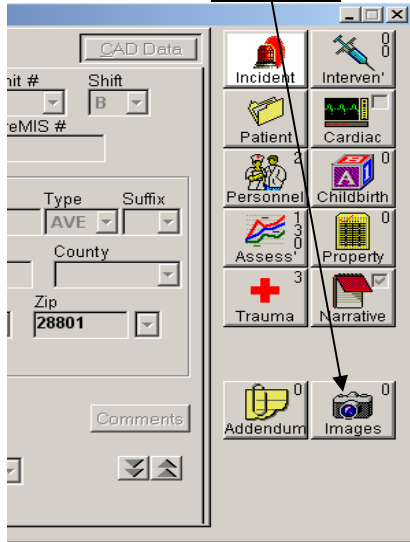 CAD Data
nit # Shift
B
eMIS #
Type Suffix
AVE
County
Zip
28801
Comments
Incident
Interven' 0 0
Patient
Cardiac
Personnel 2
Childbirth 0
Assess' 1 3 0
Property 0
Trauma 3
Narrative
Addendum 0
Images 0